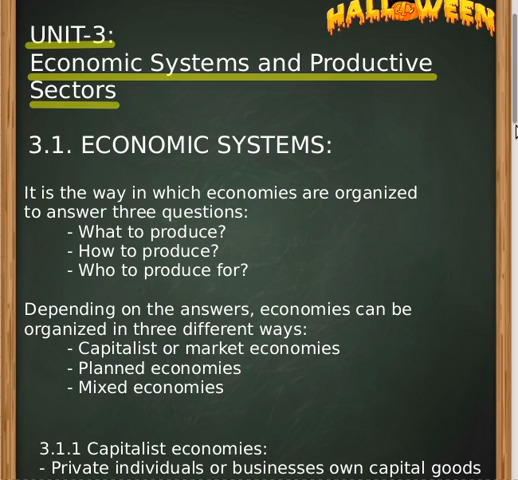 HALLOWEEN
UNIT-3:
Economic Systems and Productive
Sectors
3.1. ECONOMIC SYSTEMS:
It is the way in which economies are organized
to answer three questions:
- What to produce?
- How to produce?
- Who to produce for?
Depending on the answers, economies can be
organized in three different ways:
- Capitalist or market economies
- Planned economies
- Mixed economies
3.1.1 Capitalist economies:
- Private individuals or businesses own capital goods